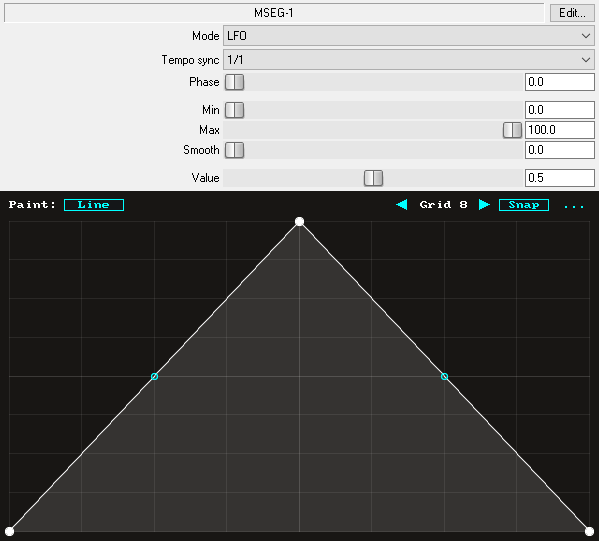 MSEG-1 Edit...
Mode LFO
Tempo sync 1/1
Phase 0.0
Min 0.0
Max 100.0
Smooth 0.0
Value 0.5
Paint: Line Grid 8 Snap ...